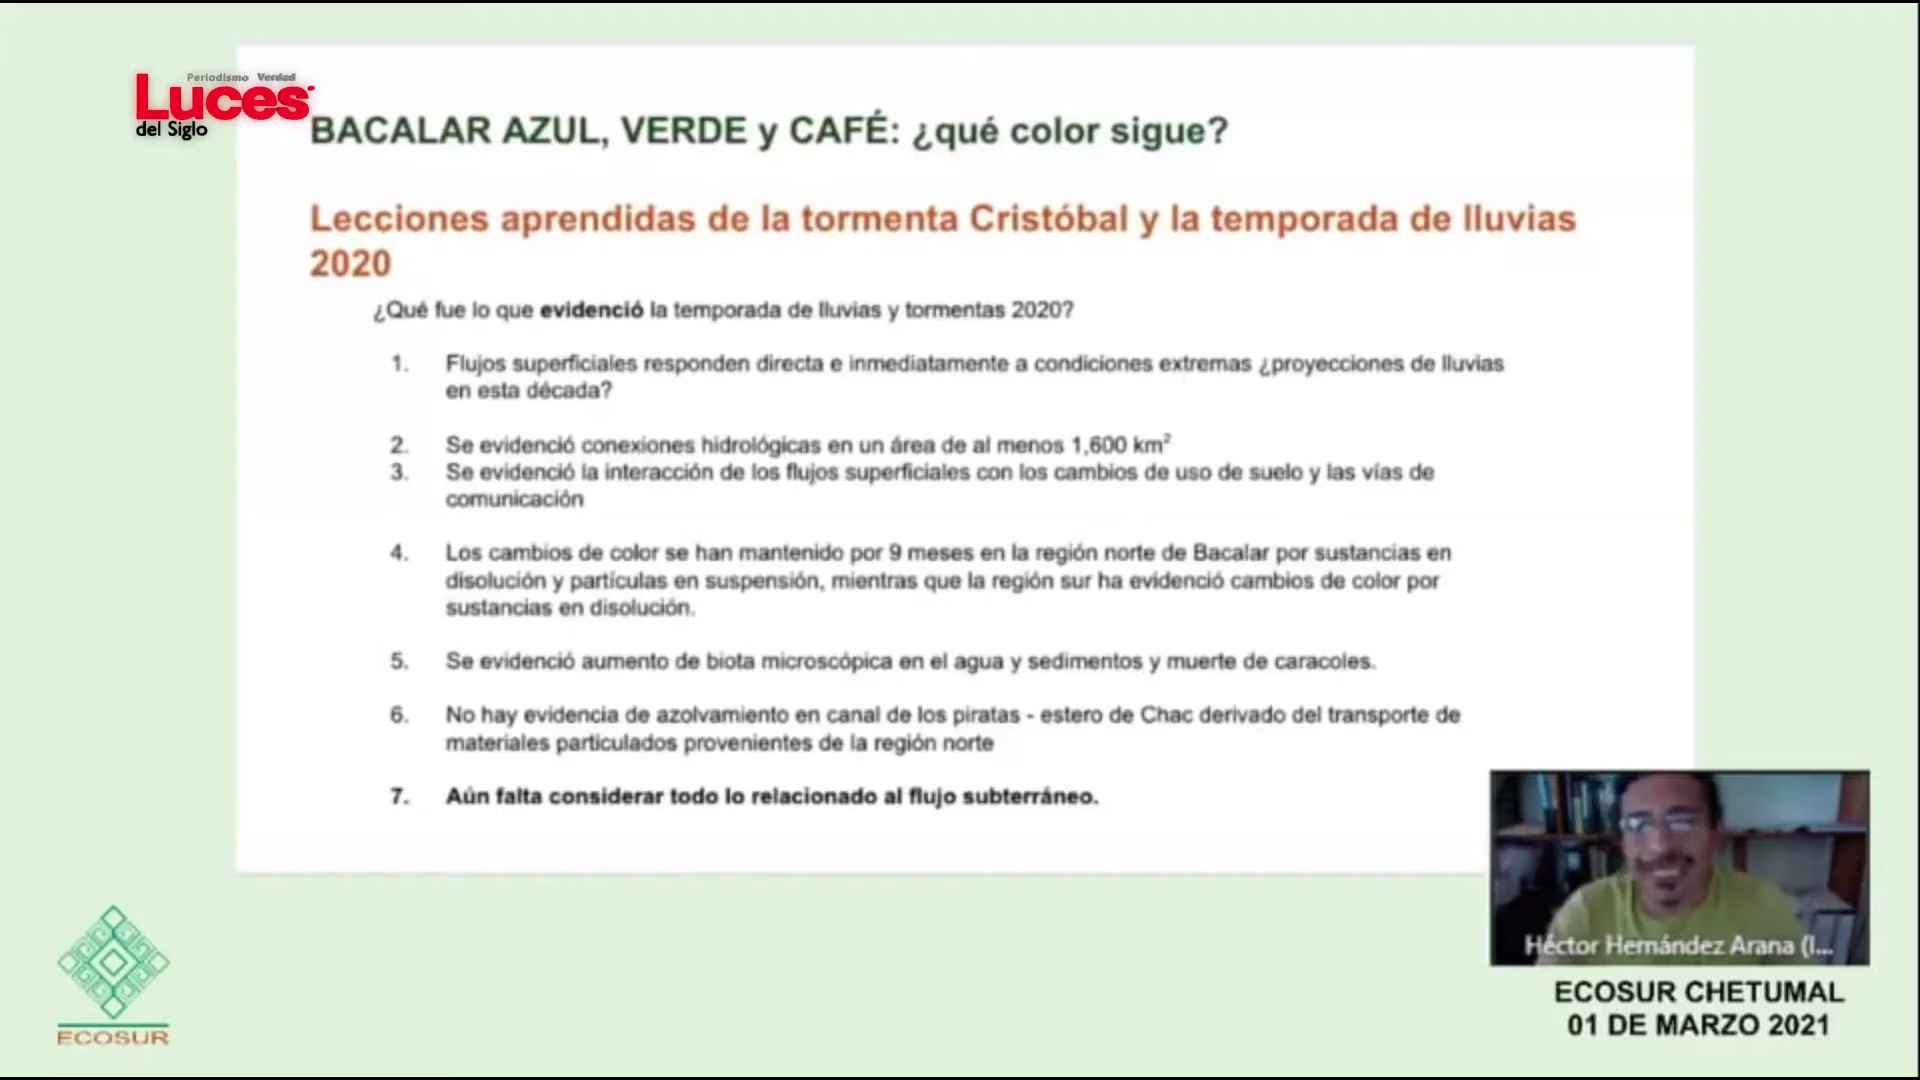 Periodismo Verdad
Luces
del Siglo
BACALAR AZUL, VERDE y CAFÉ: ¿qué color sigue?
Lecciones aprendidas de la tormenta Cristóbal y la temporada de lluvias
2020
¿Qué fue lo que evidenció la temporada de lluvias y tormentas 2020?
1. Flujos superficiales responden directa e inmediatamente a condiciones extremas ¿proyecciones de lluvias
en esta década?
2. Se evidenció conexiones hidrológicas en un área de al menos 1,600 km²
3. Se evidenció la interacción de los flujos superficiales con los cambios de uso de suelo y las vías de
comunicación
4. Los cambios de color se han mantenido por 9 meses en la región norte de Bacalar por sustancias en
disolución y partículas en suspensión, mientras que la región sur ha evidenció cambios de color por
sustancias en disolución.
5. Se evidenció aumento de biota microscópica en el agua y sedimentos y muerte de caracoles.
6. No hay evidencia de azolvamiento en canal de los piratas - estero de Chac derivado del transporte de
materiales particulados provenientes de la región norte
7. Aún falta considerar todo lo relacionado al flujo subterráneo.
Héctor Hernández Arana (I...
ECOSUR CHETUMAL
01 DE MARZO 2021
ECOSUR